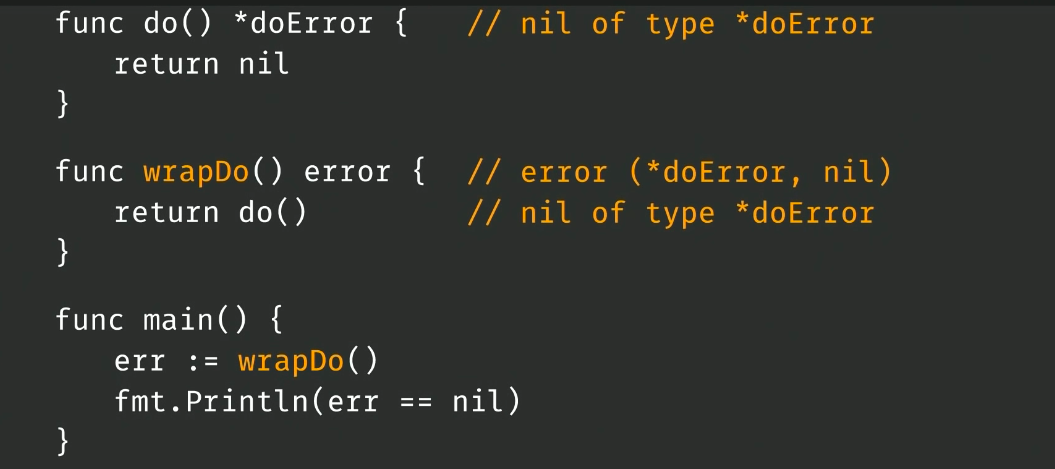 func do() *doError { // nil of type *doError
return nil
}
func wrapDo() error { // error (*doError, nil)
return do() // nil of type *doError
}
func main() {
err := wrapDo()
fmt.Println(err == nil)
}